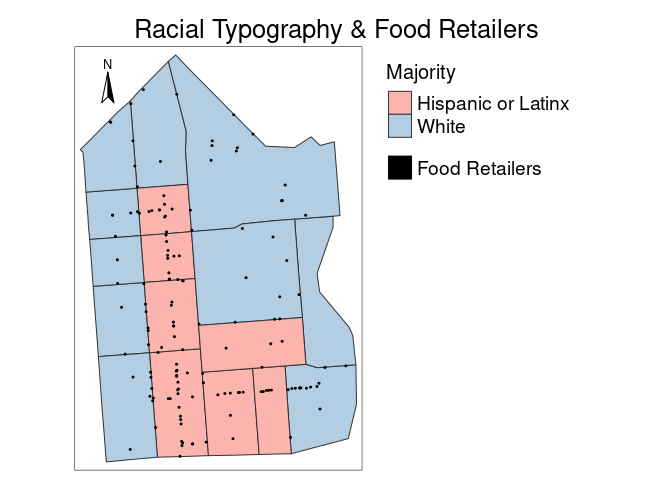 Racial Typography & Food Retailers
N
Majority
Hispanic or Latinx
White
Food Retailers